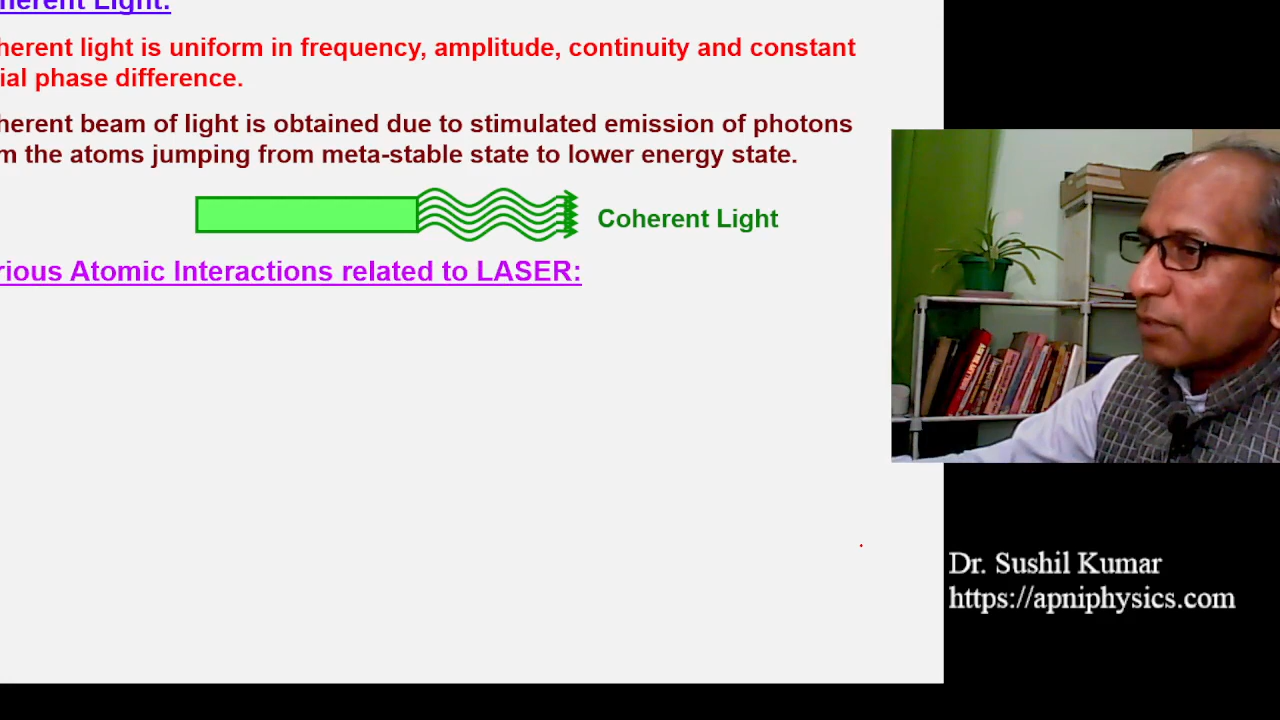 herent Light:
herent light is uniform in frequency, amplitude, continuity and constant
ial phase difference.
herent beam of light is obtained due to stimulated emission of photons
m the atoms jumping from meta-stable state to lower energy state.
Coherent Light
rious Atomic Interactions related to LASER:
Dr. Sushil Kumar
https://apniphysics.com